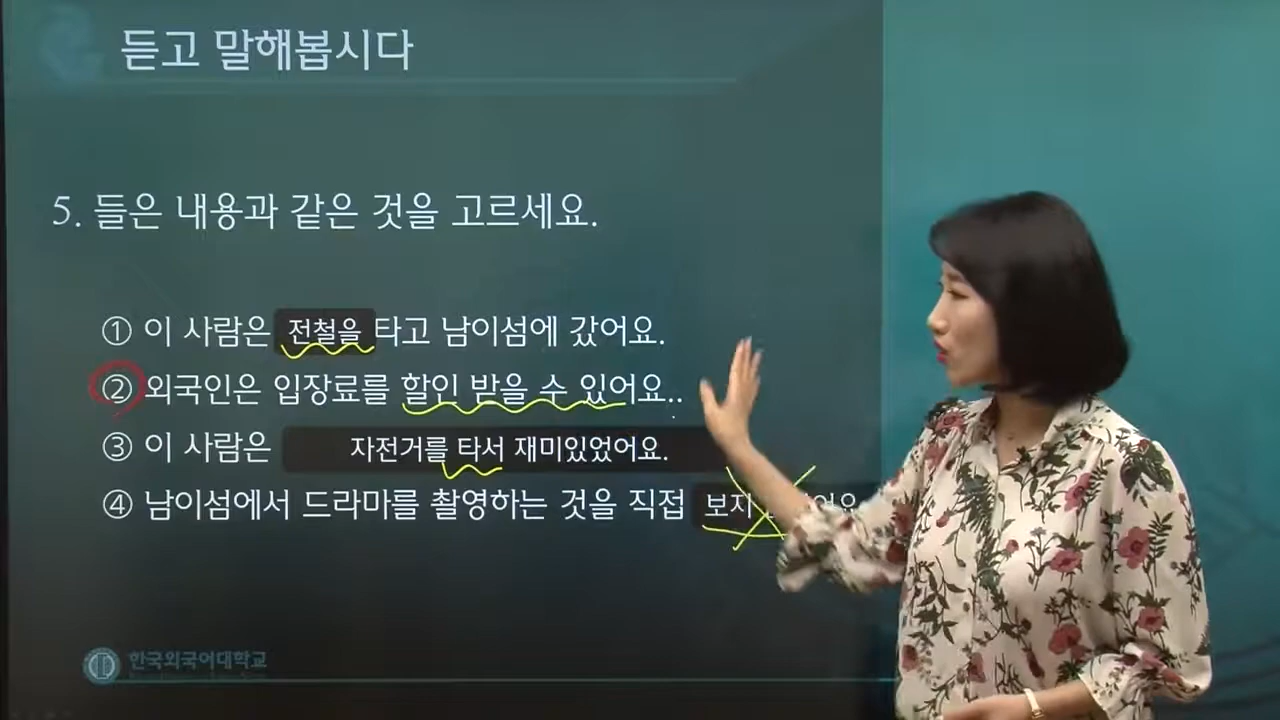 듣고 말해봅시다
5. 들은 내용과 같은 것을 고르세요.
① 이 사람은 전철을 타고 남이섬에 갔어요.
② 외국인은 입장료를 할인 받을 수 있어요..
③ 이 사람은 자전거를 타서 재미있었어요.
④ 남이섬에서 드라마를 촬영하는 것을 직접 보지
한국외국어대학교